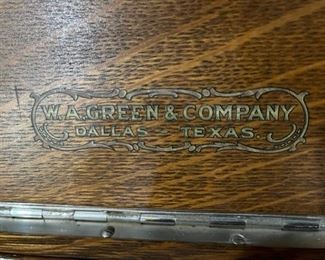 W.A.GREEN & COMPANY
DALLAS - TEXAS.